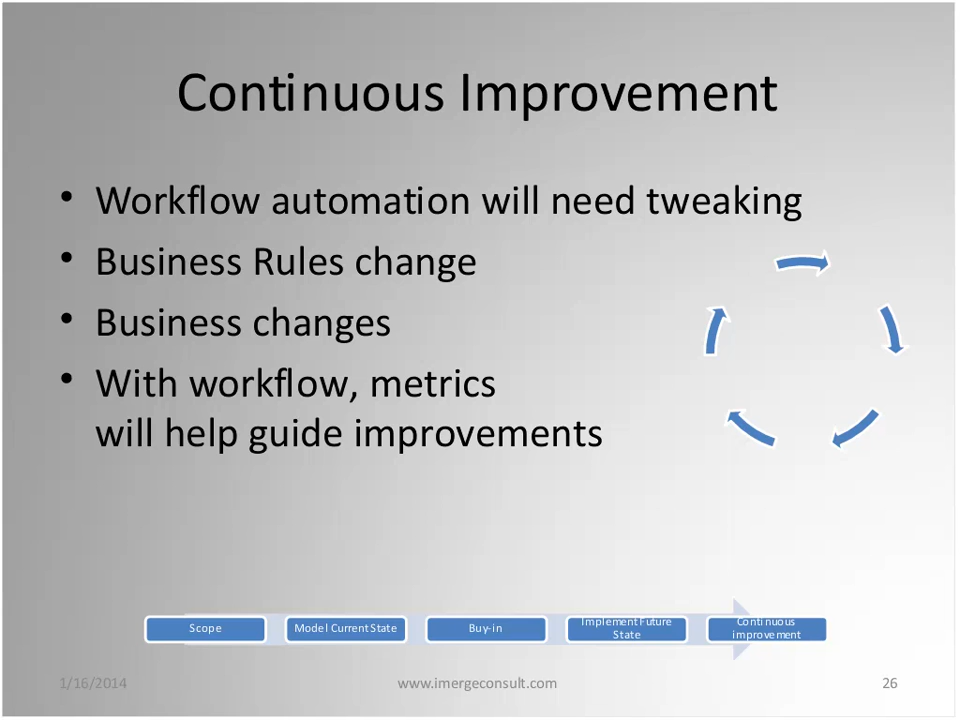 Continuous Improvement
• Workflow automation will need tweaking
• Business Rules change
• Business changes
• With workflow, metrics
will help guide improvements
Scope
Model Current State
Buy-in
Implement Future
State
Continuous
improvement
1/16/2014
www.imergeconsult.com
26